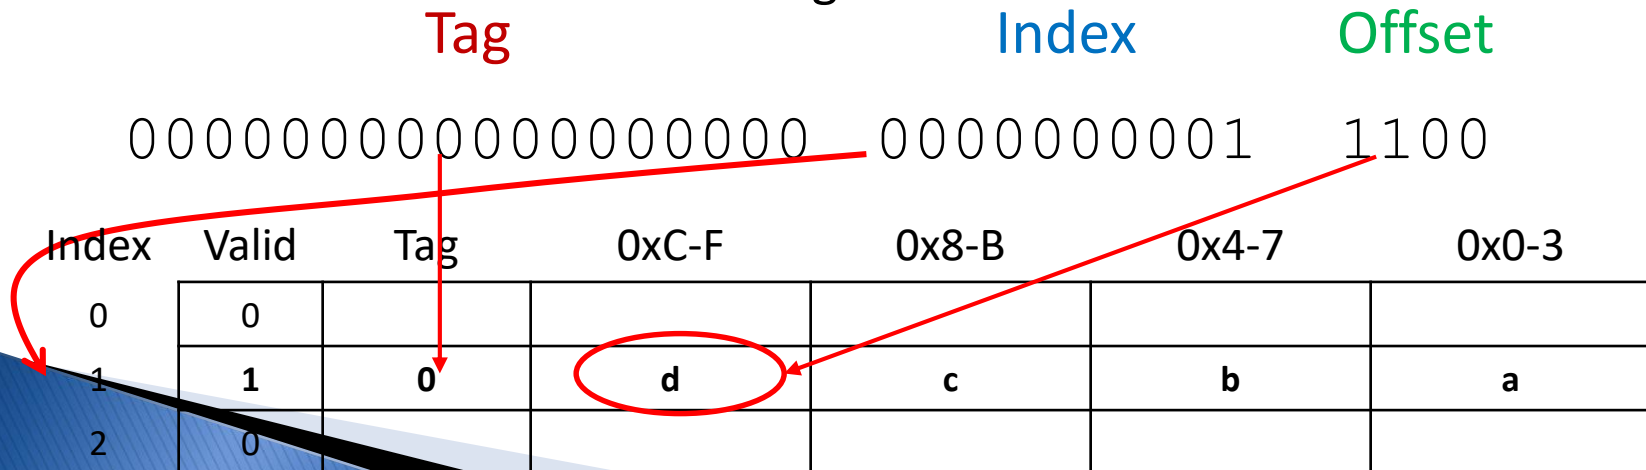 Tag Index Offset
000000000000000000 0000000001 1100
Index Valid Tag 0xC-F 0x8-B 0x4-7 0x0-3
0 0
1 1 0 d c b a
2 0